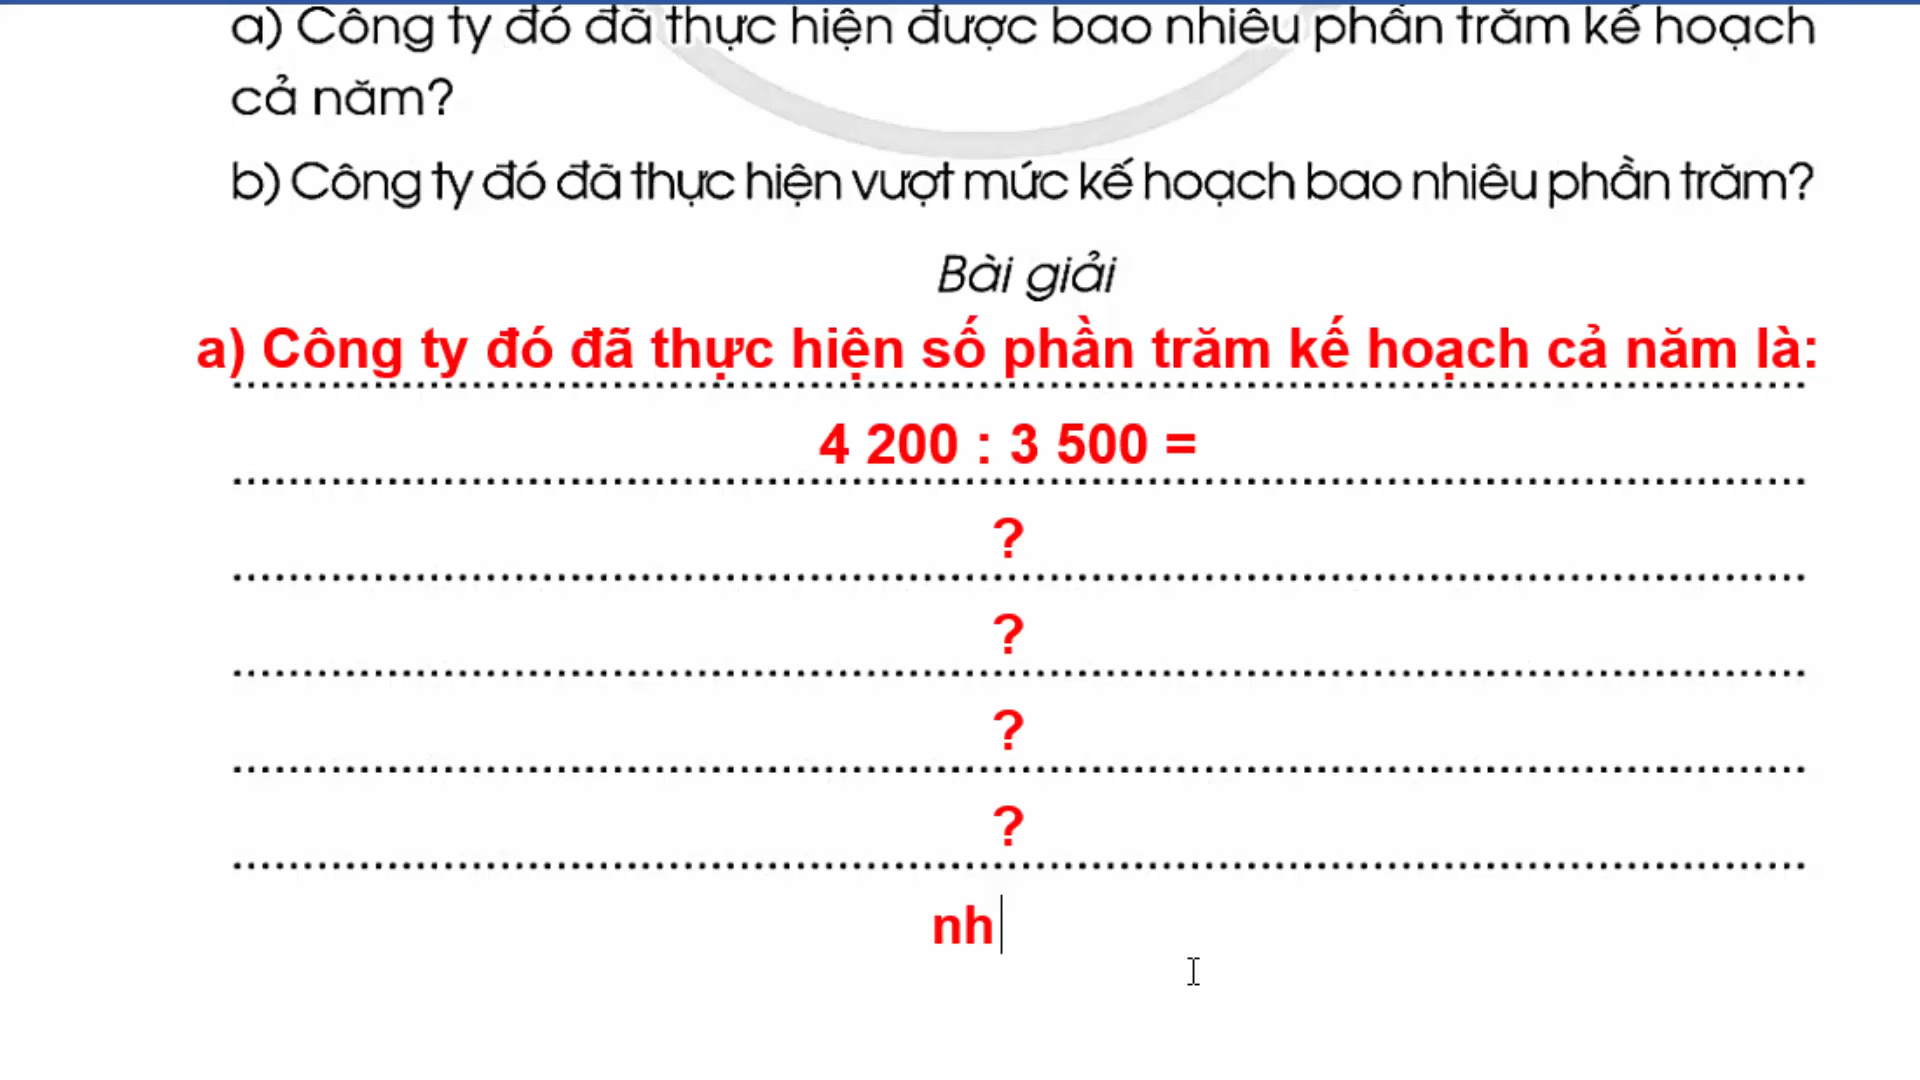 a) Công ty đó đã thực hiện được bao nhiêu phần trăm kế hoạch
cả năm?
b) Công ty đó đã thực hiện vượt mức kế hoạch bao nhiêu phần trăm?
Bài giải
a) Công ty đó đã thực hiện số phần trăm kế hoạch cả năm là:
4 200 : 3 500 =
?
?
?
?
nh